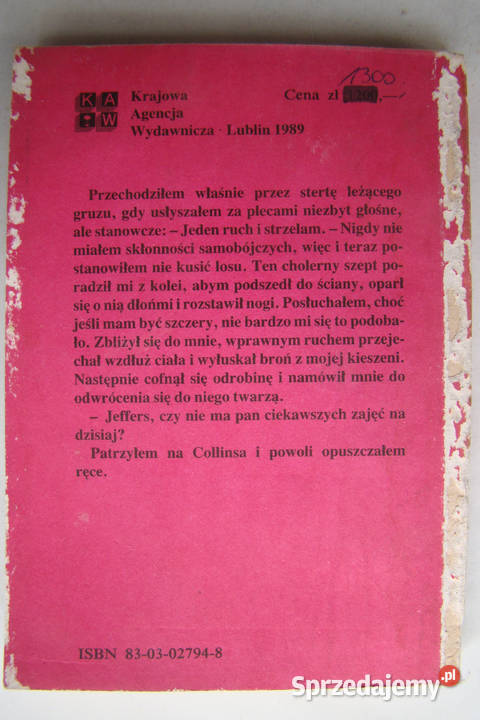 K A
W
Krajowa
Agencja
Wydawnicza · Lublin 1989
1300
Cena zł 1200,—
Przechodziłem właśnie przez stertę leżącego
gruzu, gdy usłyszałem za plecami niezbyt głośne,
ale stanowcze: – Jeden ruch i strzelam. – Nigdy nie
miałem skłonności samobójczych, więc i teraz po-
stanowiłem nie kusić losu. Ten cholerny szept po-
radził mi z kolei, abym podszedł do ściany, oparł
się o nią dłońmi i rozstawił nogi. Posłuchałem, choć
jeśli mam być szczery, nie bardzo mi się to podoba-
ło. Zbliżył się do mnie, wprawnym ruchem przeje-
chał wzdłuż ciała i wyłuskał broń z mojej kieszeni.
Następnie cofnął się odrobinę i namówił mnie do
odwrócenia się do niego twarzą.
– Jeffers, czy nie ma pan ciekawszych zajęć na
dzisiaj?
Patrzyłem na Collinsa i powoli opuszczałem
ręce.
ISBN 83-03-02794-8
Sprzedajemy.pl